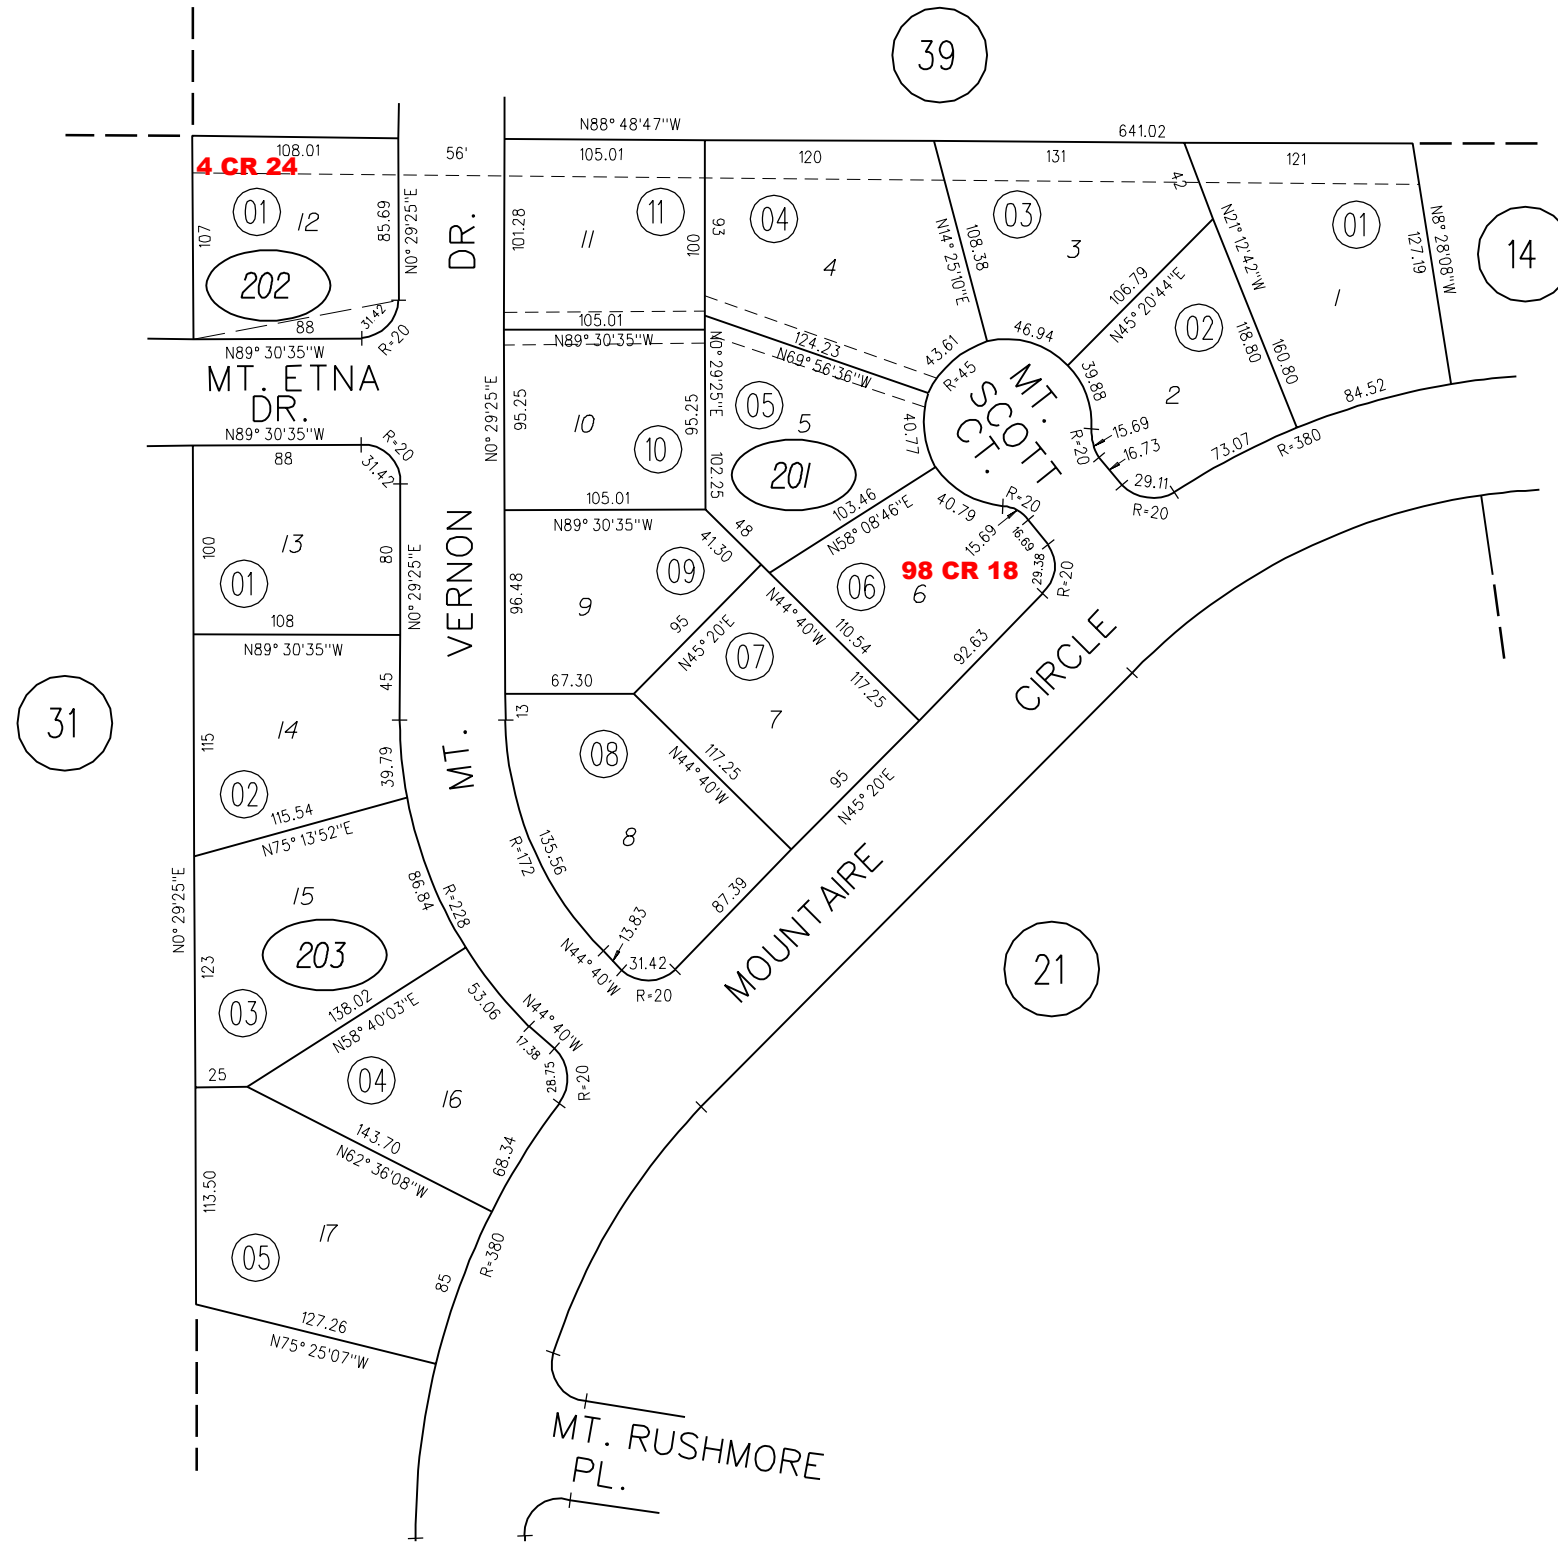 39
N88° 48'47"W
641.02
108.01
56'
105.01
120
131
121
4 CR 24
01
12
107
85.69
N0° 29'25"E
202
88
31.42
R=20
N89° 30'35"W
MT. ETNA
DR.
N89° 30'35"W
88
R=20
31.42
DR.
101.28
11
11
100
93
04
4
N14° 25'10"E
108.38
03
3
42
N21° 12'42"W
01
1
N8° 28'08"W
127.19
14
106.79
N45° 20'44"E
02
118.80
160.80
2
84.52
105.01
N89° 30'35"W
N0° 29'25"E
124.23
N69° 56'36"W
43.61
R=45
46.94
39.88
MT.
SCOTT
CT.
N0° 29'25"E
95.25
10
10
95.25
05
5
40.77
201
102.25
15.69
R=20
16.73
29.11
R=20
73.07
R=380
105.01
N89° 30'35"W
48
41.30
103.46
N58° 08'46"E
40.79
R=20
15.69
16.69
29.38
R=20
13
100
01
80
N0° 29'25"E
108
N89° 30'35"W
MT. VERNON
96.48
9
09
95
N45° 20'E
06
98 CR 18
6
N44° 40'W
110.54
92.63
07
117.25
7
67.30
13
31
45
14
115
02
39.79
115.54
N75° 13'52"E
08
117.25
N44° 40'W
8
95
N45° 20'E
CIRCLE
MOUNTAIRE
R=172
135.56
87.39
13.83
N44° 40'W
31.42
R=20
21
N0° 29'25"E
15
86.84
R=228
203
123
03
138.02
N58° 40'03"E
53.06
N44° 40'W
17.38
28.75
R=20
25
04
16
143.70
N62° 36'08"W
68.34
113.50
17
05
R=380
85
127.26
N75° 25'07"W
MT. RUSHMORE
PL.